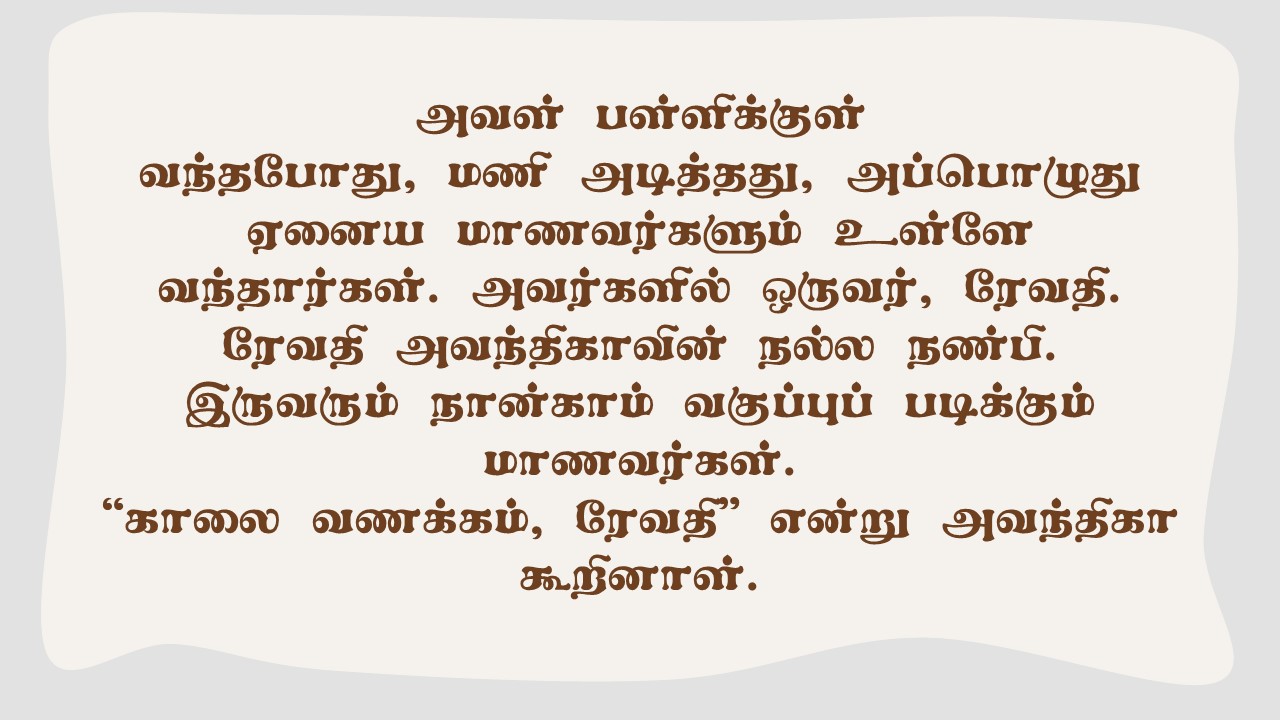 அவள் பள்ளிக்குள்
வந்தபோது, மணி அடித்தது, அப்பொழுது
ஏனைய மாணவர்களும் உள்ளே
வந்தார்கள். அவர்களில் ஒருவர், ரேவதி.
ரேவதி அவந்திகாவின் நல்ல நண்பி.
இருவரும் நான்காம் வகுப்புப் படிக்கும்
மாணவர்கள்.
“காலை வணக்கம், ரேவதி” என்று அவந்திகா
கூறினாள்.